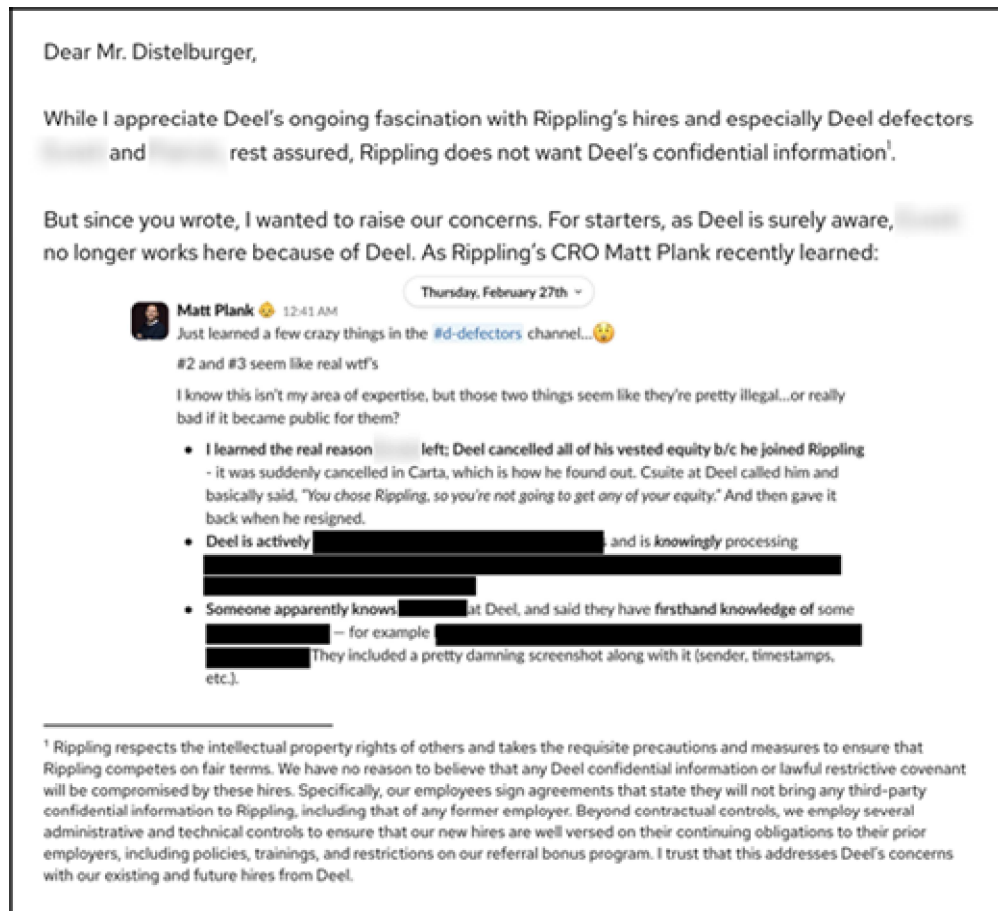 Dear Mr. Distelburger,
While I appreciate Deel's ongoing fascination with Rippling's hires and especially Deel defectors
and rest assured, Rippling does not want Deel's confidential information¹.
But since you wrote, I wanted to raise our concerns. For starters, as Deel is surely aware,
no longer works here because of Deel. As Rippling's CRO Matt Plank recently learned:
Thursday, February 27th
Matt Plank 12:41 AM
Just learned a few crazy things in the #d-defectors channel...😲
#2 and #3 seem like real wtf's
I know this isn't my area of expertise, but those two things seem like they're pretty illegal...or really
bad if it became public for them?
• I learned the real reason left; Deel cancelled all of his vested equity b/c he joined Rippling
- it was suddenly cancelled in Carta, which is how he found out. Csuite at Deel called him and
basically said, "You chose Rippling, so you're not going to get any of your equity." And then gave it
back when he resigned.
• Deel is actively and is knowingly processing
• Someone apparently knows at Deel, and said they have firsthand knowledge of some
— for example
They included a pretty damning screenshot along with it (sender, timestamps,
etc.).
¹ Rippling respects the intellectual property rights of others and takes the requisite precautions and measures to ensure that
Rippling competes on fair terms. We have no reason to believe that any Deel confidential information or lawful restrictive covenant
will be compromised by these hires. Specifically, our employees sign agreements that state they will not bring any third-party
confidential information to Rippling, including that of any former employer. Beyond contractual controls, we employ several
administrative and technical controls to ensure that our new hires are well versed on their continuing obligations to their prior
employers, including policies, trainings, and restrictions on our referral bonus program. I trust that this addresses Deel's concerns
with our existing and future hires from Deel.